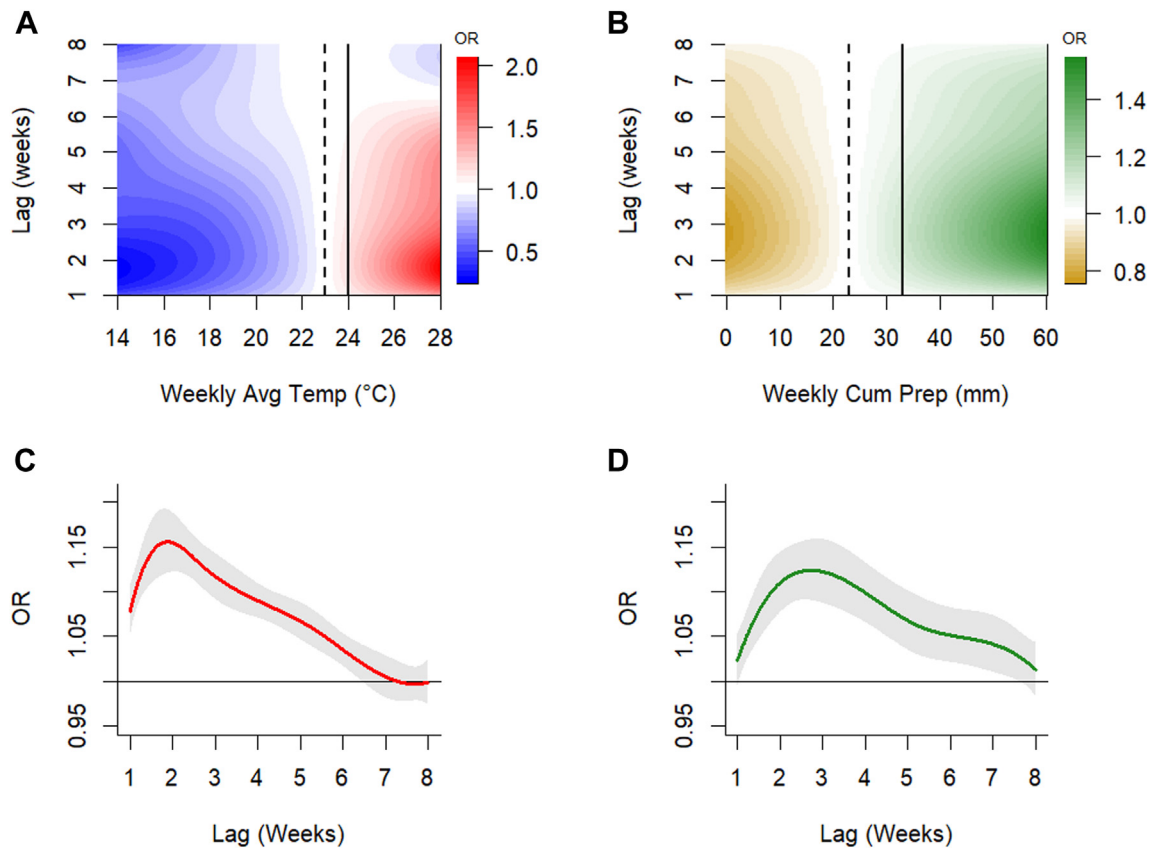 A
OR
Lag (weeks)
8
7
6
5
4
3
2
1
2.0
1.5
1.0
0.5
14 16 18 20 22 24 26 28
Weekly Avg Temp (°C)
B
OR
Lag (weeks)
8
7
6
5
4
3
2
1
1.4
1.2
1.0
0.8
0 10 20 30 40 50 60
Weekly Cum Prep (mm)
C
OR
1.15
1.05
0.95
1 2 3 4 5 6 7 8
Lag (Weeks)
D
OR
1.15
1.05
0.95
1 2 3 4 5 6 7 8
Lag (Weeks)